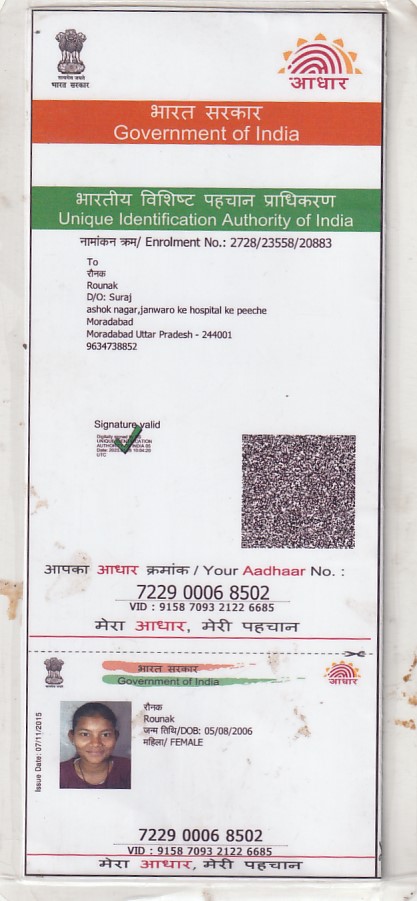 सत्यमेव जयते
भारत सरकार
आधार
भारत सरकार
Government of India
भारतीय विशिष्ट पहचान प्राधिकरण
Unique Identification Authority of India
नामांकन क्रम/ Enrolment No.: 2728/23558/20883
To
रौनक
Rounak
D/O: Suraj
ashok nagar,janwaro ke hospital ke peeche
Moradabad
Moradabad Uttar Pradesh - 244001
9634738852
Signature valid
आपका आधार क्रमांक / Your Aadhaar No. :
7229 0006 8502
VID : 9158 7093 2122 6685
मेरा आधार, मेरी पहचान
भारत सरकार
Government of India
आधार
Issue Date: 07/11/2015
रौनक
Rounak
जन्म तिथि/DOB: 05/08/2006
महिला/ FEMALE
7229 0006 8502
VID : 9158 7093 2122 6685
मेरा आधार, मेरी पहचान